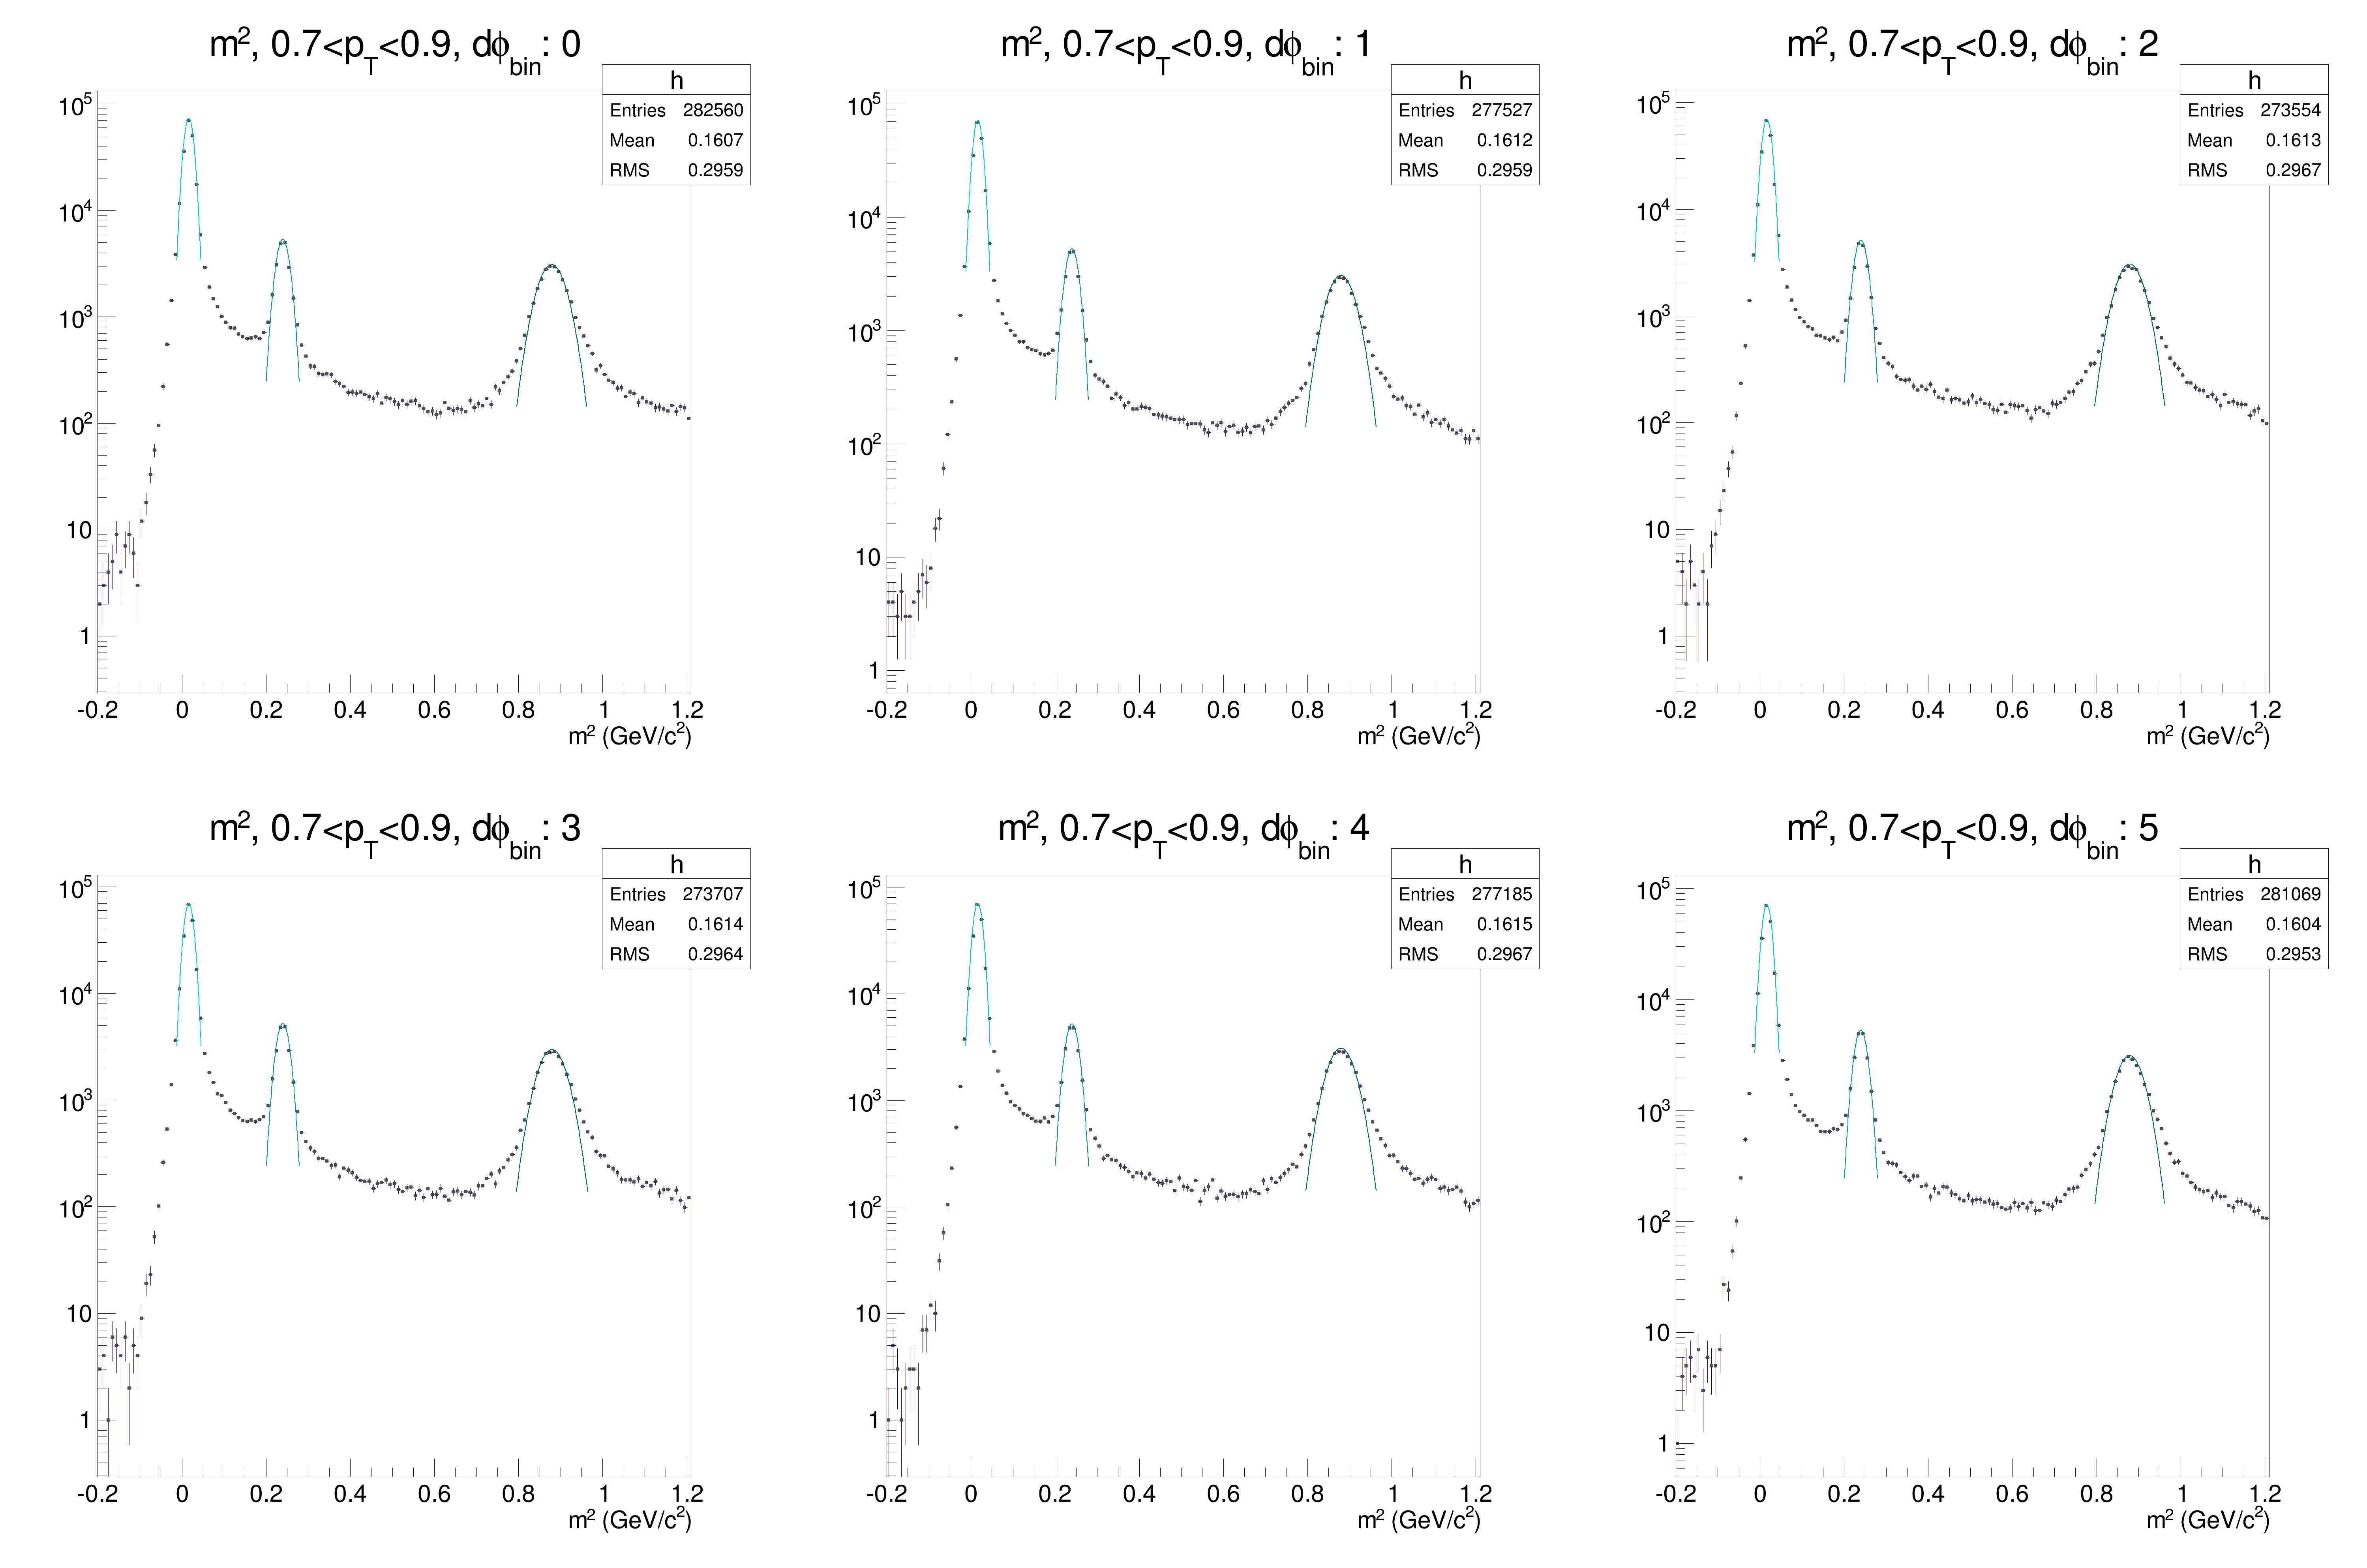 m², 0.7<p_T<0.9, dϕ_bin: 0
h
Entries 282560
Mean 0.1607
RMS 0.2959
10⁵
10⁴
10³
10²
10
1
-0.2 0 0.2 0.4 0.6 0.8 1 1.2
m² (GeV/c²)
m², 0.7<p_T<0.9, dϕ_bin: 1
h
Entries 277527
Mean 0.1612
RMS 0.2959
10⁵
10⁴
10³
10²
10
1
-0.2 0 0.2 0.4 0.6 0.8 1 1.2
m² (GeV/c²)
m², 0.7<p_T<0.9, dϕ_bin: 2
h
Entries 273554
Mean 0.1613
RMS 0.2967
10⁵
10⁴
10³
10²
10
1
-0.2 0 0.2 0.4 0.6 0.8 1 1.2
m² (GeV/c²)
m², 0.7<p_T<0.9, dϕ_bin: 3
h
Entries 273707
Mean 0.1614
RMS 0.2964
10⁵
10⁴
10³
10²
10
1
-0.2 0 0.2 0.4 0.6 0.8 1 1.2
m² (GeV/c²)
m², 0.7<p_T<0.9, dϕ_bin: 4
h
Entries 277185
Mean 0.1615
RMS 0.2967
10⁵
10⁴
10³
10²
10
1
-0.2 0 0.2 0.4 0.6 0.8 1 1.2
m² (GeV/c²)
m², 0.7<p_T<0.9, dϕ_bin: 5
h
Entries 281069
Mean 0.1604
RMS 0.2953
10⁵
10⁴
10³
10²
10
1
-0.2 0 0.2 0.4 0.6 0.8 1 1.2
m² (GeV/c²)